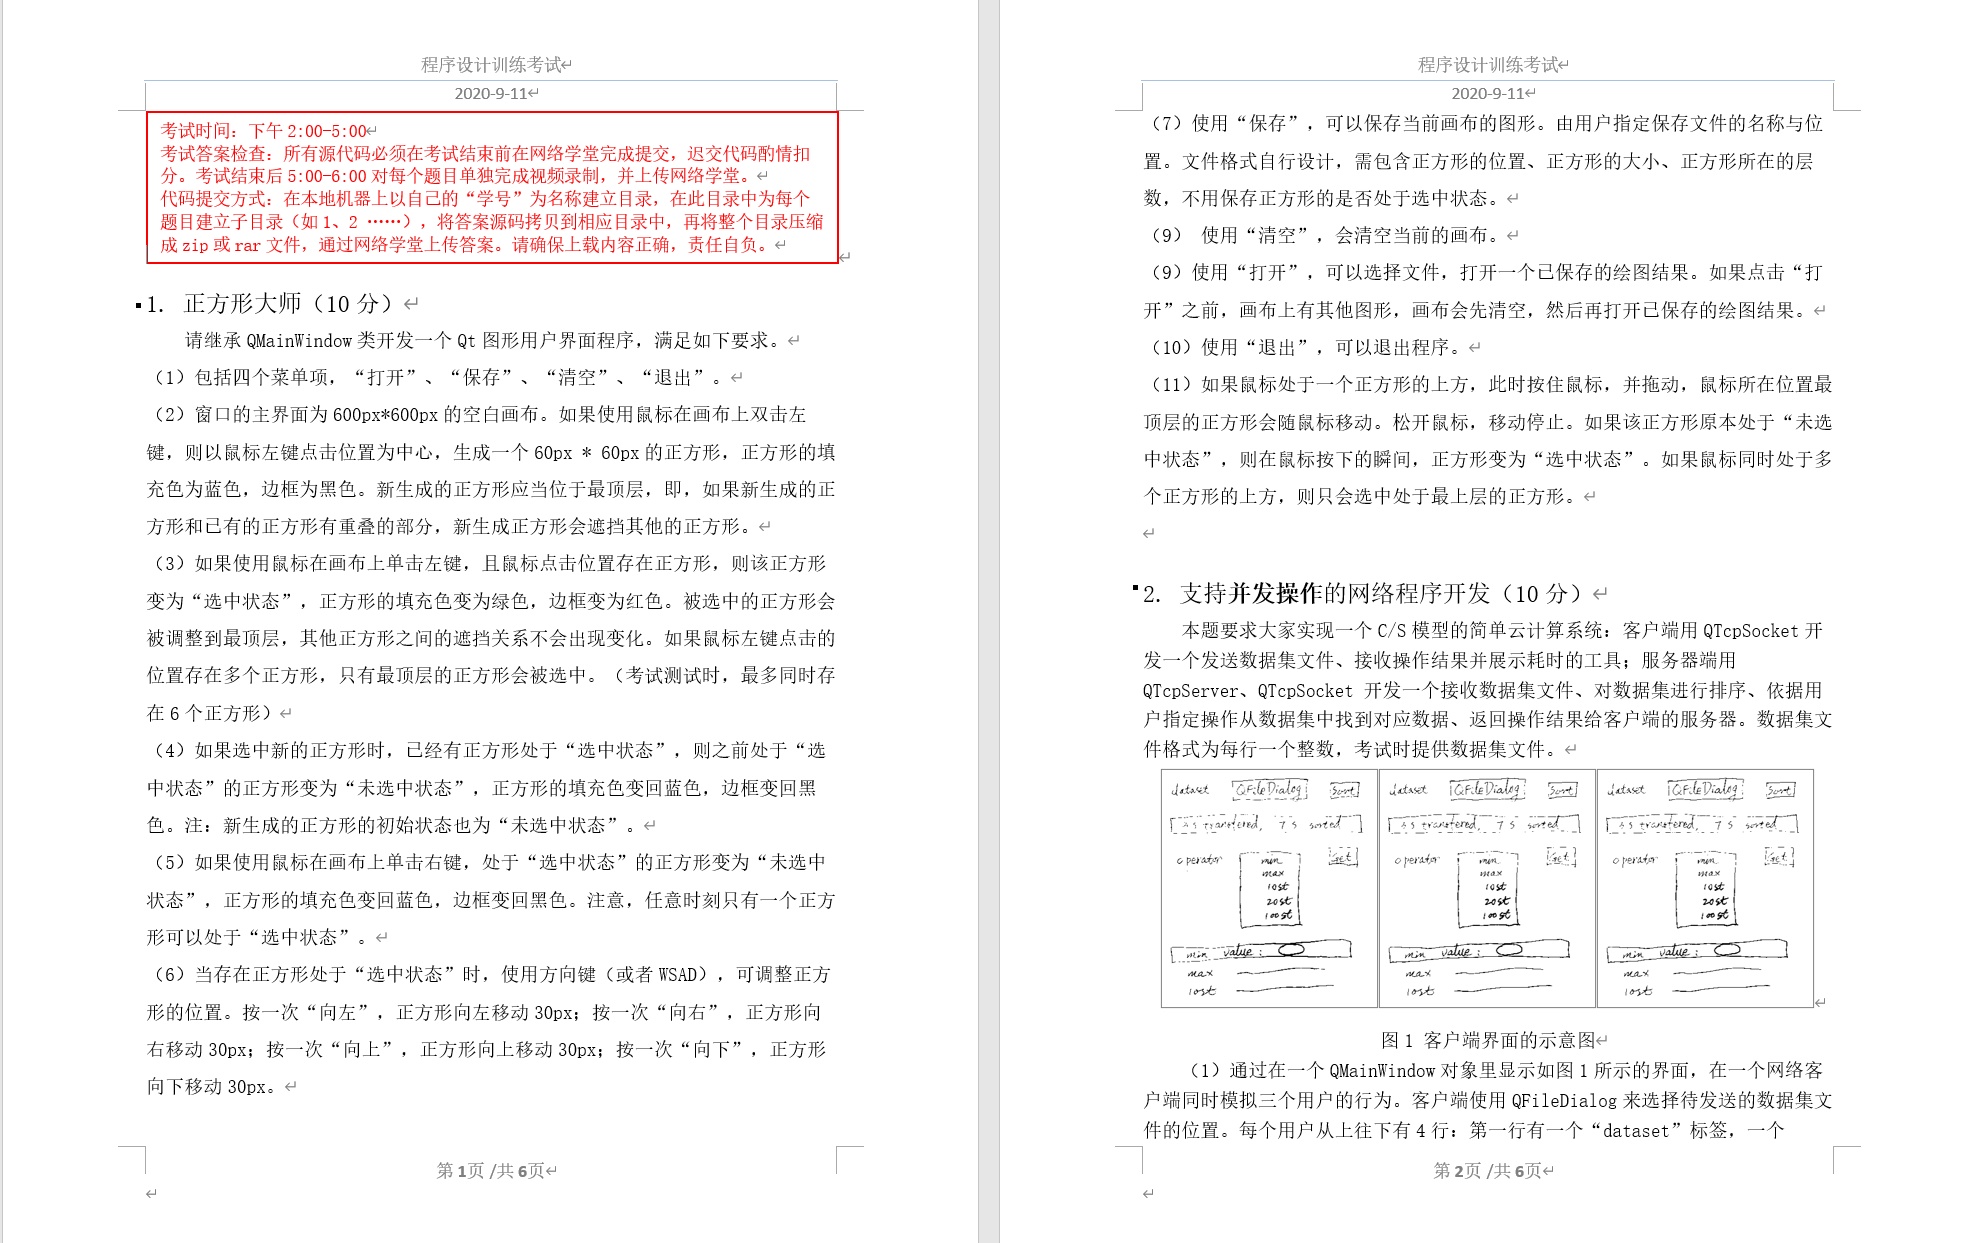 程序设计训练考试
2020-9-11
考试时间：下午 2:00-5:00
考试答案检查：所有源代码必须在考试结束前在网络学堂完成提交，迟交代码酌情扣
分。考试结束后 5:00-6:00 对每个题目单独完成视频录制，并上传网络学堂。
代码提交方式：在本地机器上以自己的“学号”为名称建立目录，在此目录中为每个
题目建立子目录（如 1、2 ……），将答案源码拷贝到相应目录中，再将整个目录压缩
成 zip 或 rar 文件，通过网络学堂上传答案。请确保上载内容正确，责任自负。
1. 正方形大师（10 分）
请继承 QMainWindow 类开发一个 Qt 图形用户界面程序，满足如下要求。
（1）包括四个菜单项，“打开”、“保存”、“清空”、“退出”。
（2）窗口的主界面为 600px*600px 的空白画布。如果使用鼠标在画布上双击左
键，则以鼠标左键点击位置为中心，生成一个 60px * 60px 的正方形，正方形的填
充色为蓝色，边框为黑色。新生成的正方形应当位于最顶层，即，如果新生成的正
方形和已有的正方形有重叠的部分，新生成正方形会遮挡其他的正方形。
（3）如果使用鼠标在画布上单击左键，且鼠标点击位置存在正方形，则该正方形
变为“选中状态”，正方形的填充色变为绿色，边框变为红色。被选中的正方形会
被调整到最顶层，其他正方形之间的遮挡关系不会出现变化。如果鼠标左键点击的
位置存在多个正方形，只有最顶层的正方形会被选中。（考试测试时，最多同时存
在 6 个正方形）
（4）如果选中新的正方形时，已经有正方形处于“选中状态”，则之前处于“选
中状态”的正方形变为“未选中状态”，正方形的填充色变回蓝色，边框变回黑
色。注：新生成的正方形的初始状态也为“未选中状态”。
（5）如果使用鼠标在画布上单击右键，处于“选中状态”的正方形变为“未选中
状态”，正方形的填充色变回蓝色，边框变回黑色。注意，任意时刻只有一个正方
形可以处于“选中状态”。
（6）当存在正方形处于“选中状态”时，使用方向键（或者 WSAD），可调整正方
形的位置。按一次“向左”，正方形向左移动 30px；按一次“向右”，正方形向
右移动 30px；按一次“向上”，正方形向上移动 30px；按一次“向下”，正方形
向下移动 30px。
第 1页 /共 6页
程序设计训练考试
2020-9-11
（7）使用“保存”，可以保存当前画布的图形。由用户指定保存文件的名称与位
置。文件格式自行设计，需包含正方形的位置、正方形的大小、正方形所在的层
数，不用保存正方形的是否处于选中状态。
（9） 使用“清空”，会清空当前的画布。
（9）使用“打开”，可以选择文件，打开一个已保存的绘图结果。如果点击“打
开”之前，画布上有其他图形，画布会先清空，然后再打开已保存的绘图结果。
（10）使用“退出”，可以退出程序。
（11）如果鼠标处于一个正方形的上方，此时按住鼠标，并拖动，鼠标所在位置最
顶层的正方形会随鼠标移动。松开鼠标，移动停止。如果该正方形原本处于“未选
中状态”，则在鼠标按下的瞬间，正方形变为“选中状态”。如果鼠标同时处于多
个正方形的上方，则只会选中处于最上层的正方形。
2. 支持并发操作的网络程序开发（10 分）
本题要求大家实现一个 C/S 模型的简单云计算系统：客户端用 QTcpSocket 开
发一个发送数据集文件、接收操作结果并展示耗时的工具；服务器端用
QTcpServer、QTcpSocket 开发一个接收数据集文件、对数据集进行排序、依据用
户指定操作从数据集中找到对应数据、返回操作结果给客户端的服务器。数据集文
件格式为每行一个整数，考试时提供数据集文件。
dataset QFileDialog Sort dataset QFileDialog Sort dataset QFileDialog Sort
3 s transfered, 7 s sorted 3 s transfered, 7 s sorted 3 s transfered, 7 s sorted
operator min Get operator min Get operator min Get
max max max
10st 10st 10st
20st 20st 20st
100st 100st 100st
min value: min value: min value:
max max max
10st 10st 10st
图 1 客户端界面的示意图
（1）通过在一个 QMainWindow 对象里显示如图 1 所示的界面，在一个网络客
户端同时模拟三个用户的行为。客户端使用 QFileDialog 来选择待发送的数据集文
件的位置。每个用户从上往下有 4 行：第一行有一个“dataset”标签，一个
第 2页 /共 6页